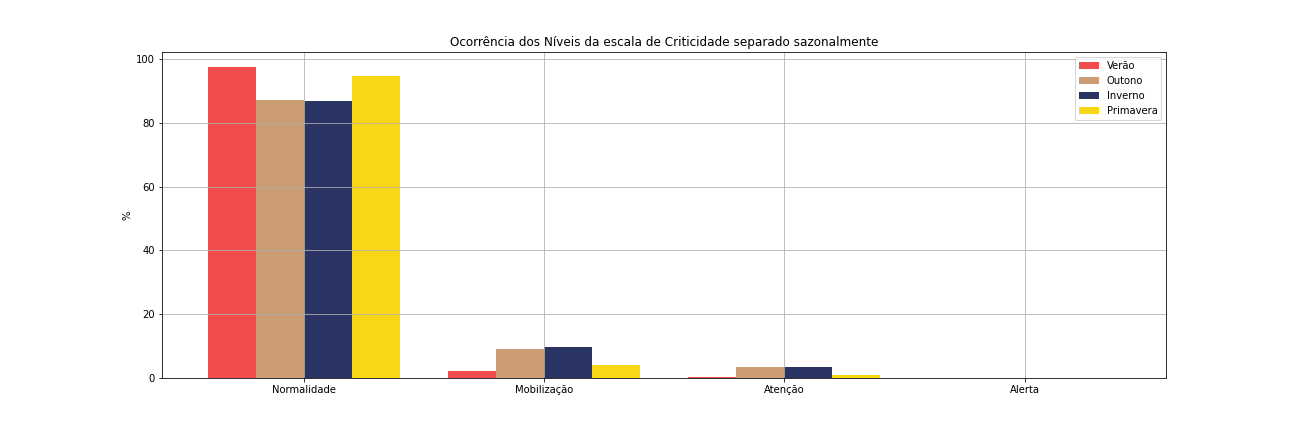 Ocorrência dos Níveis da escala de Criticidade separado sazonalmente
Verão
Outono
Inverno
Primavera
%
100
80
60
40
20
0
Normalidade
Mobilização
Atenção
Alerta